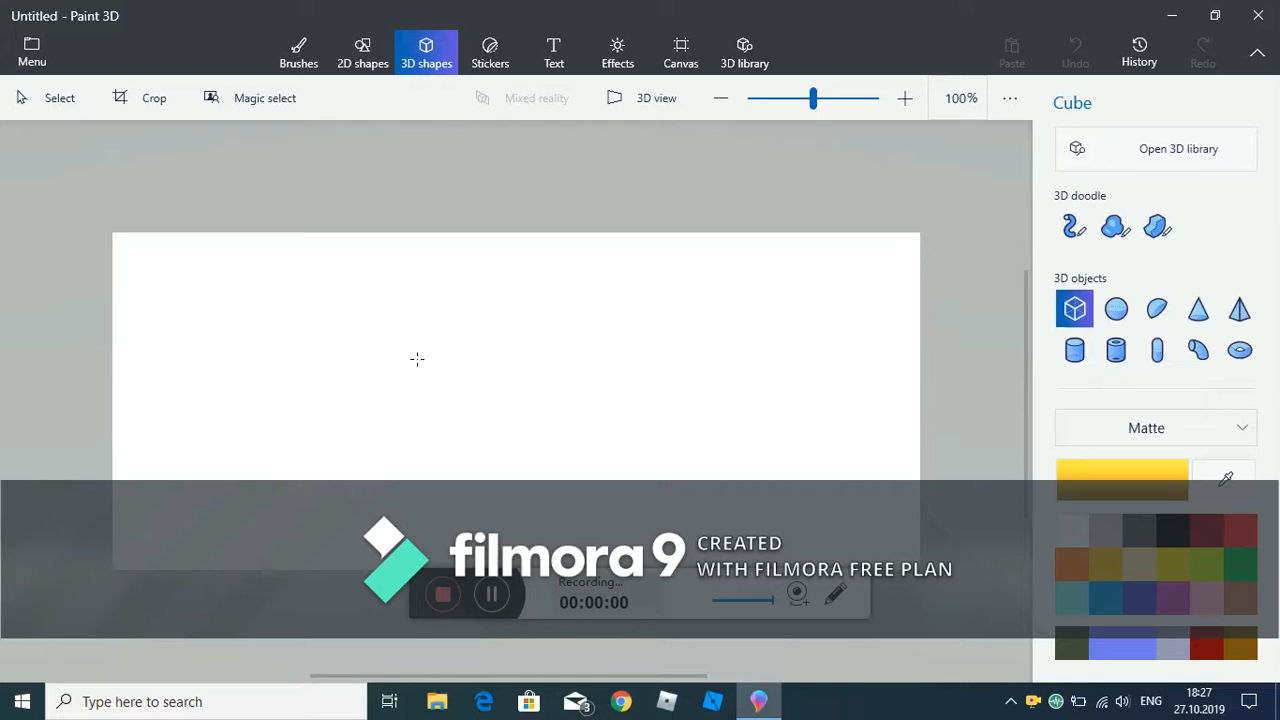 Untitled - Paint 3D
Menu
Brushes
2D shapes
3D shapes
Stickers
Text
Effects
Canvas
3D library
Paste
Undo
History
Redo
Select
Crop
Magic select
Mixed reality
3D view
100%
Cube
Open 3D library
3D doodle
3D objects
Matte
filmora 9
CREATED
WITH FILMORA FREE PLAN
Recording...
00:00:00
Type here to search
3
ENG
18:27
27.10.2019